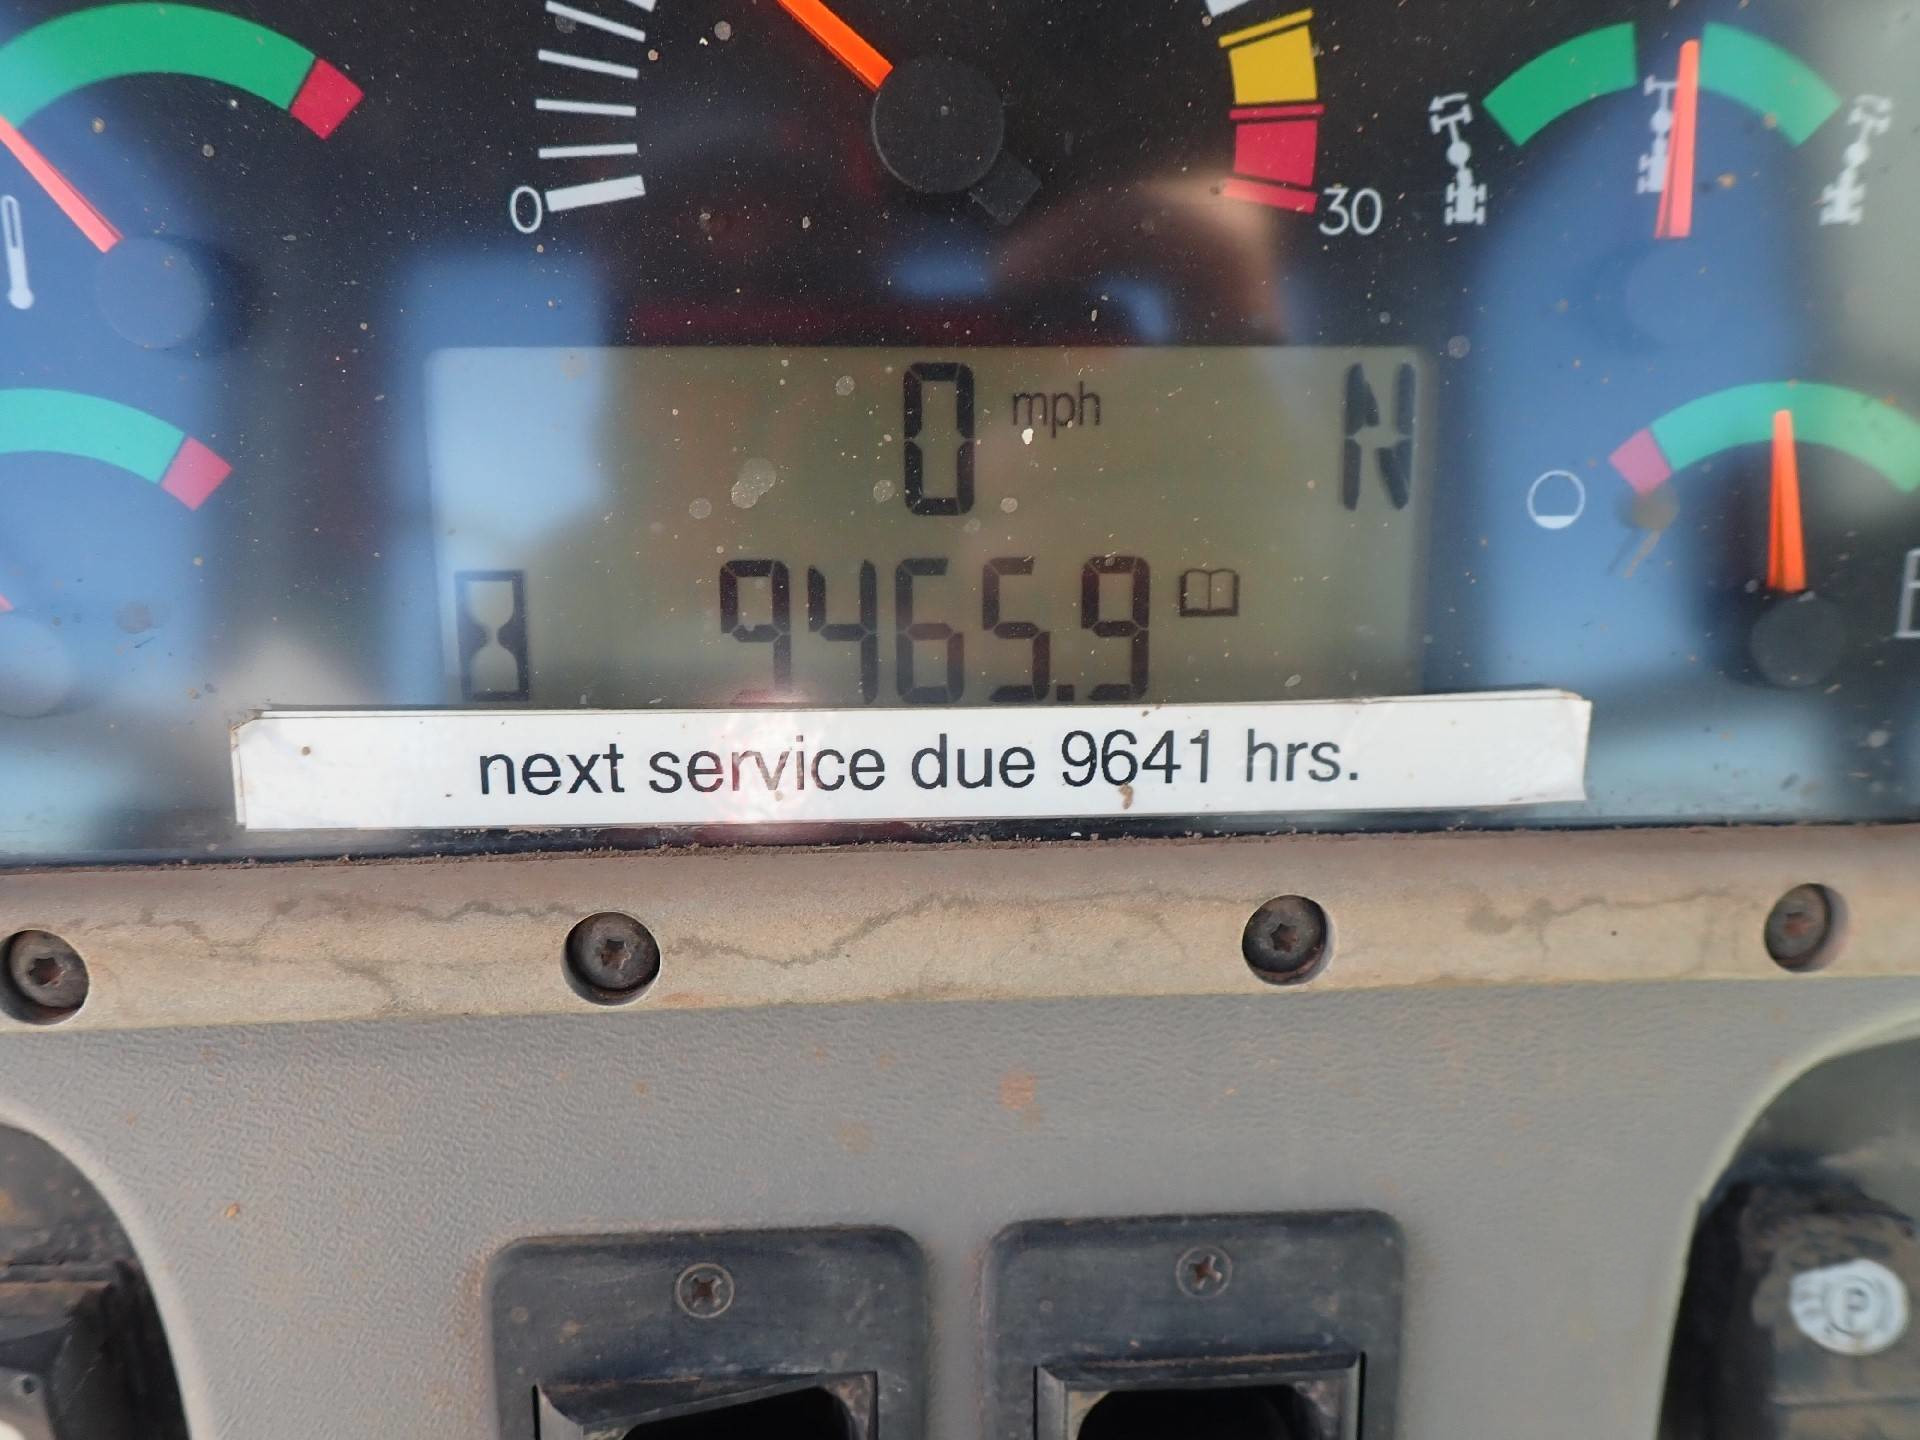 0 30
0 mph N
9465.9
next service due 9641 hrs.
P